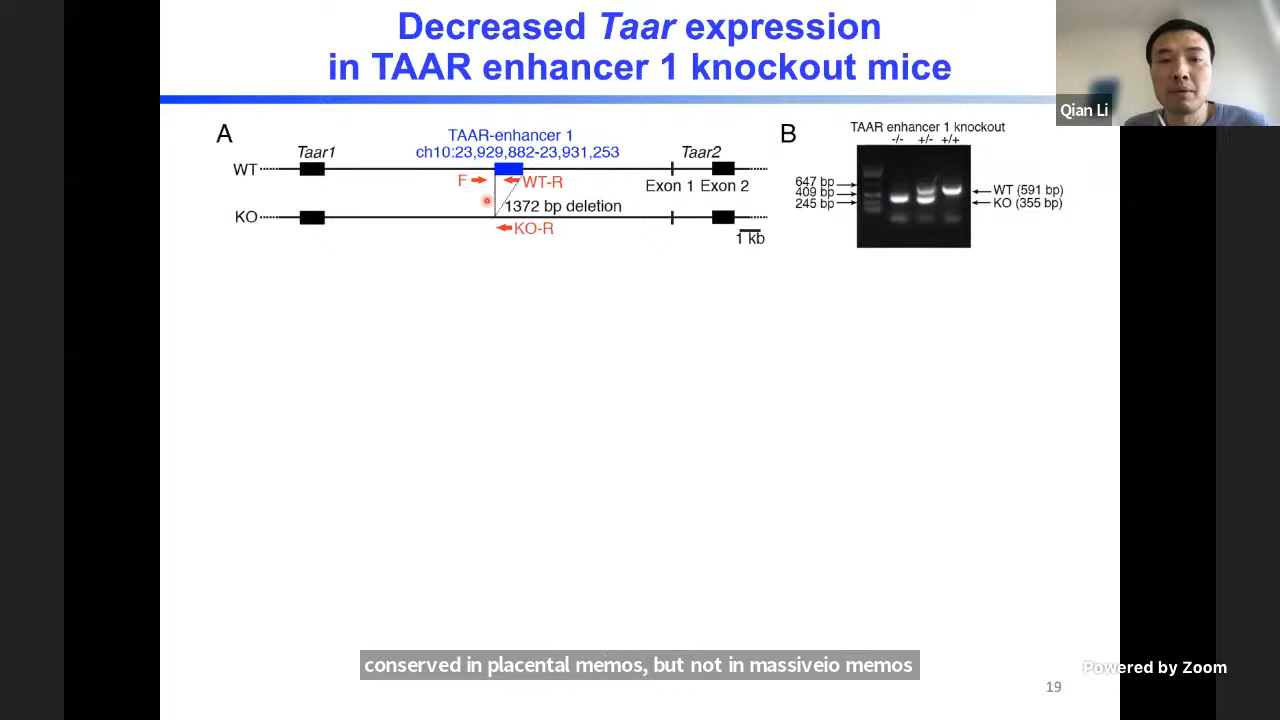 Decreased Taar expression
in TAAR enhancer 1 knockout mice
Qian Li
A
TAAR-enhancer 1
ch10:23,929,882-23,931,253
Taar1
Taar2
WT
F
WT-R
Exon 1 Exon 2
1372 bp deletion
KO
KO-R
1 kb
B
TAAR enhancer 1 knockout
-/- +/- +/+
647 bp
409 bp
245 bp
WT (591 bp)
KO (355 bp)
conserved in placental memos, but not in massiveio memos
Powered by Zoom
19